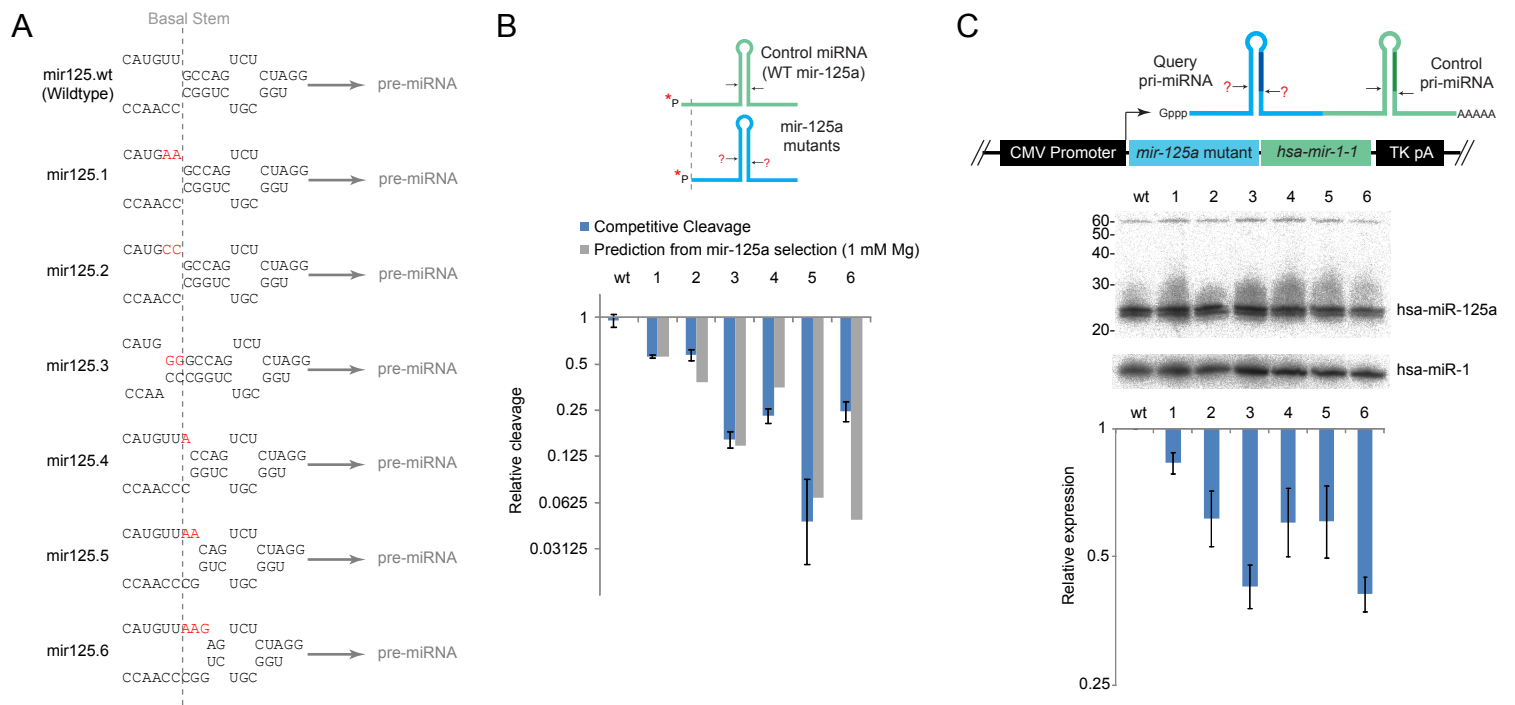 A
Basal Stem
CAUGUU UCU
mir125.wt
(Wildtype)
GCCAG CUAGG
CGGUC GGU
pre-miRNA
CCAACC UGC
CAUGAA UCU
mir125.1
GCCAG CUAGG
CGGUC GGU
pre-miRNA
CCAACC UGC
CAUGCC UCU
mir125.2
GCCAG CUAGG
CGGUC GGU
pre-miRNA
CCAACC UGC
CAUG UCU
mir125.3
GGGCCAG CUAGG
CCCGGUC GGU
pre-miRNA
CCAA UGC
CAUGUUA UCU
mir125.4
CCAG CUAGG
GGUC GGU
pre-miRNA
CCAACCC UGC
CAUGUUAA UCU
mir125.5
CAG CUAGG
GUC GGU
pre-miRNA
CCAACCCG UGC
CAUGUUAAG UCU
mir125.6
AG CUAGG
UC GGU
pre-miRNA
CCAACCCGG UGC
B
Control miRNA
(WT mir-125a)
*P
mir-125a
mutants
? ?
*P
Competitive Cleavage
Prediction from mir-125a selection (1 mM Mg)
wt 1 2 3 4 5 6
1
0.5
0.25
0.125
0.0625
0.03125
Relative cleavage
C
Query
pri-miRNA
? ?
Control
pri-miRNA
Gppp
AAAAA
CMV Promoter mir-125a mutant hsa-mir-1-1 TK pA
wt 1 2 3 4 5 6
60-
50-
40-
30-
20-
hsa-miR-125a
hsa-miR-1
wt 1 2 3 4 5 6
1
0.5
0.25
Relative expression